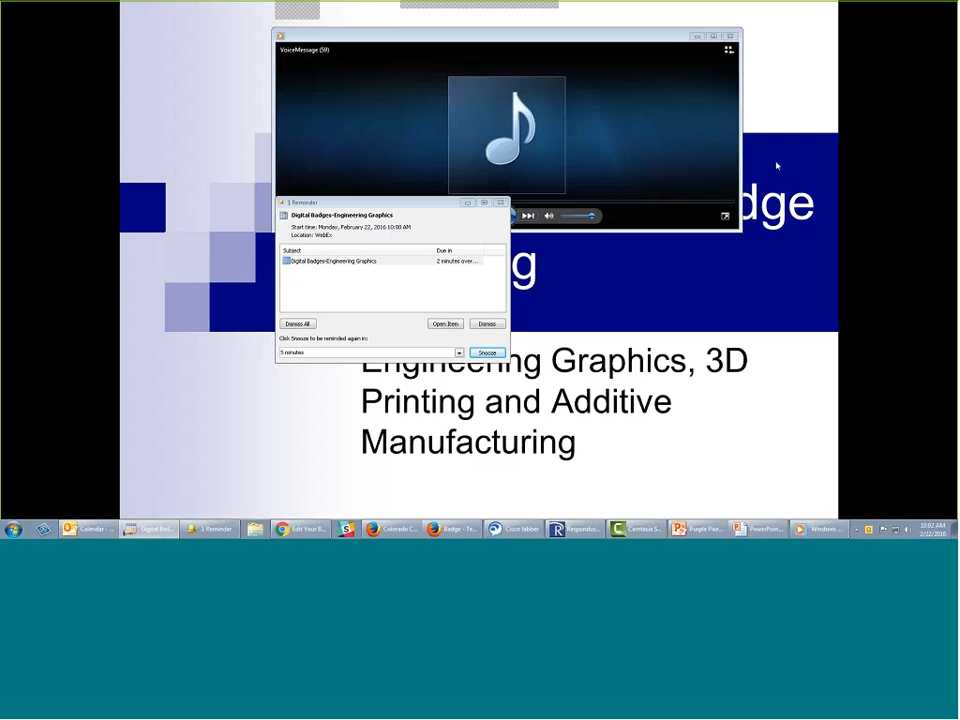 VoiceMessage (59)
dge
g
1 Reminder
Digital Badges-Engineering Graphics
Start time: Monday, February 22, 2016 10:00 AM
Location: WebEx
Subject Due in
Digital Badges-Engineering Graphics 2 minutes over...
Dismiss All Open Item Dismiss
Click Snooze to be reminded again in:
5 minutes Snooze
Engineering Graphics, 3D
Printing and Additive
Manufacturing
Calendar - ... Digital Bad... 1 Reminder Edit Your B... Colorado C... Badge - Te... Cisco Jabber Respondus... Camtasia S... Purple Pine... PowerPoin... Windows ... 10:02 AM
2/22/2016